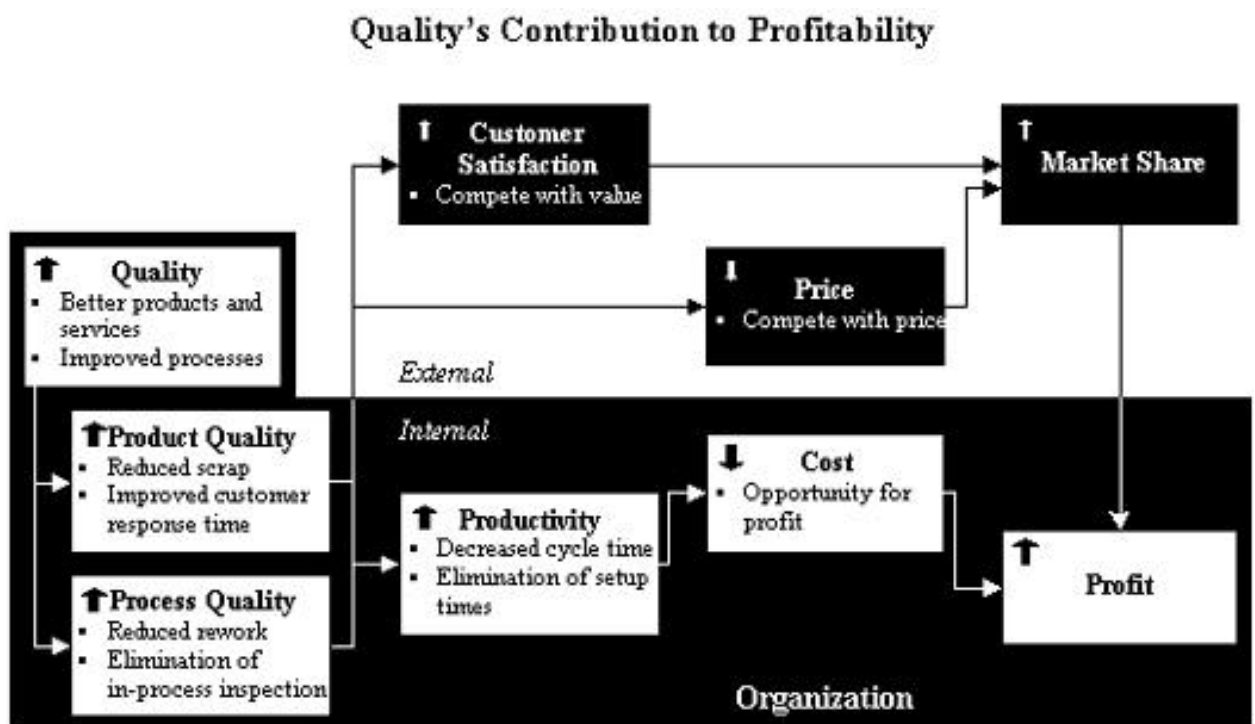 Quality's Contribution to Profitability
Customer
Satisfaction
▪ Compete with value
Market Share
Quality
▪ Better products and
services
▪ Improved processes
Price
▪ Compete with price
External
Internal
Product Quality
▪ Reduced scrap
▪ Improved customer
response time
Productivity
▪ Decreased cycle time
▪ Elimination of setup
times
Cost
▪ Opportunity for
profit
Profit
Process Quality
▪ Reduced rework
▪ Elimination of
in-process inspection
Organization